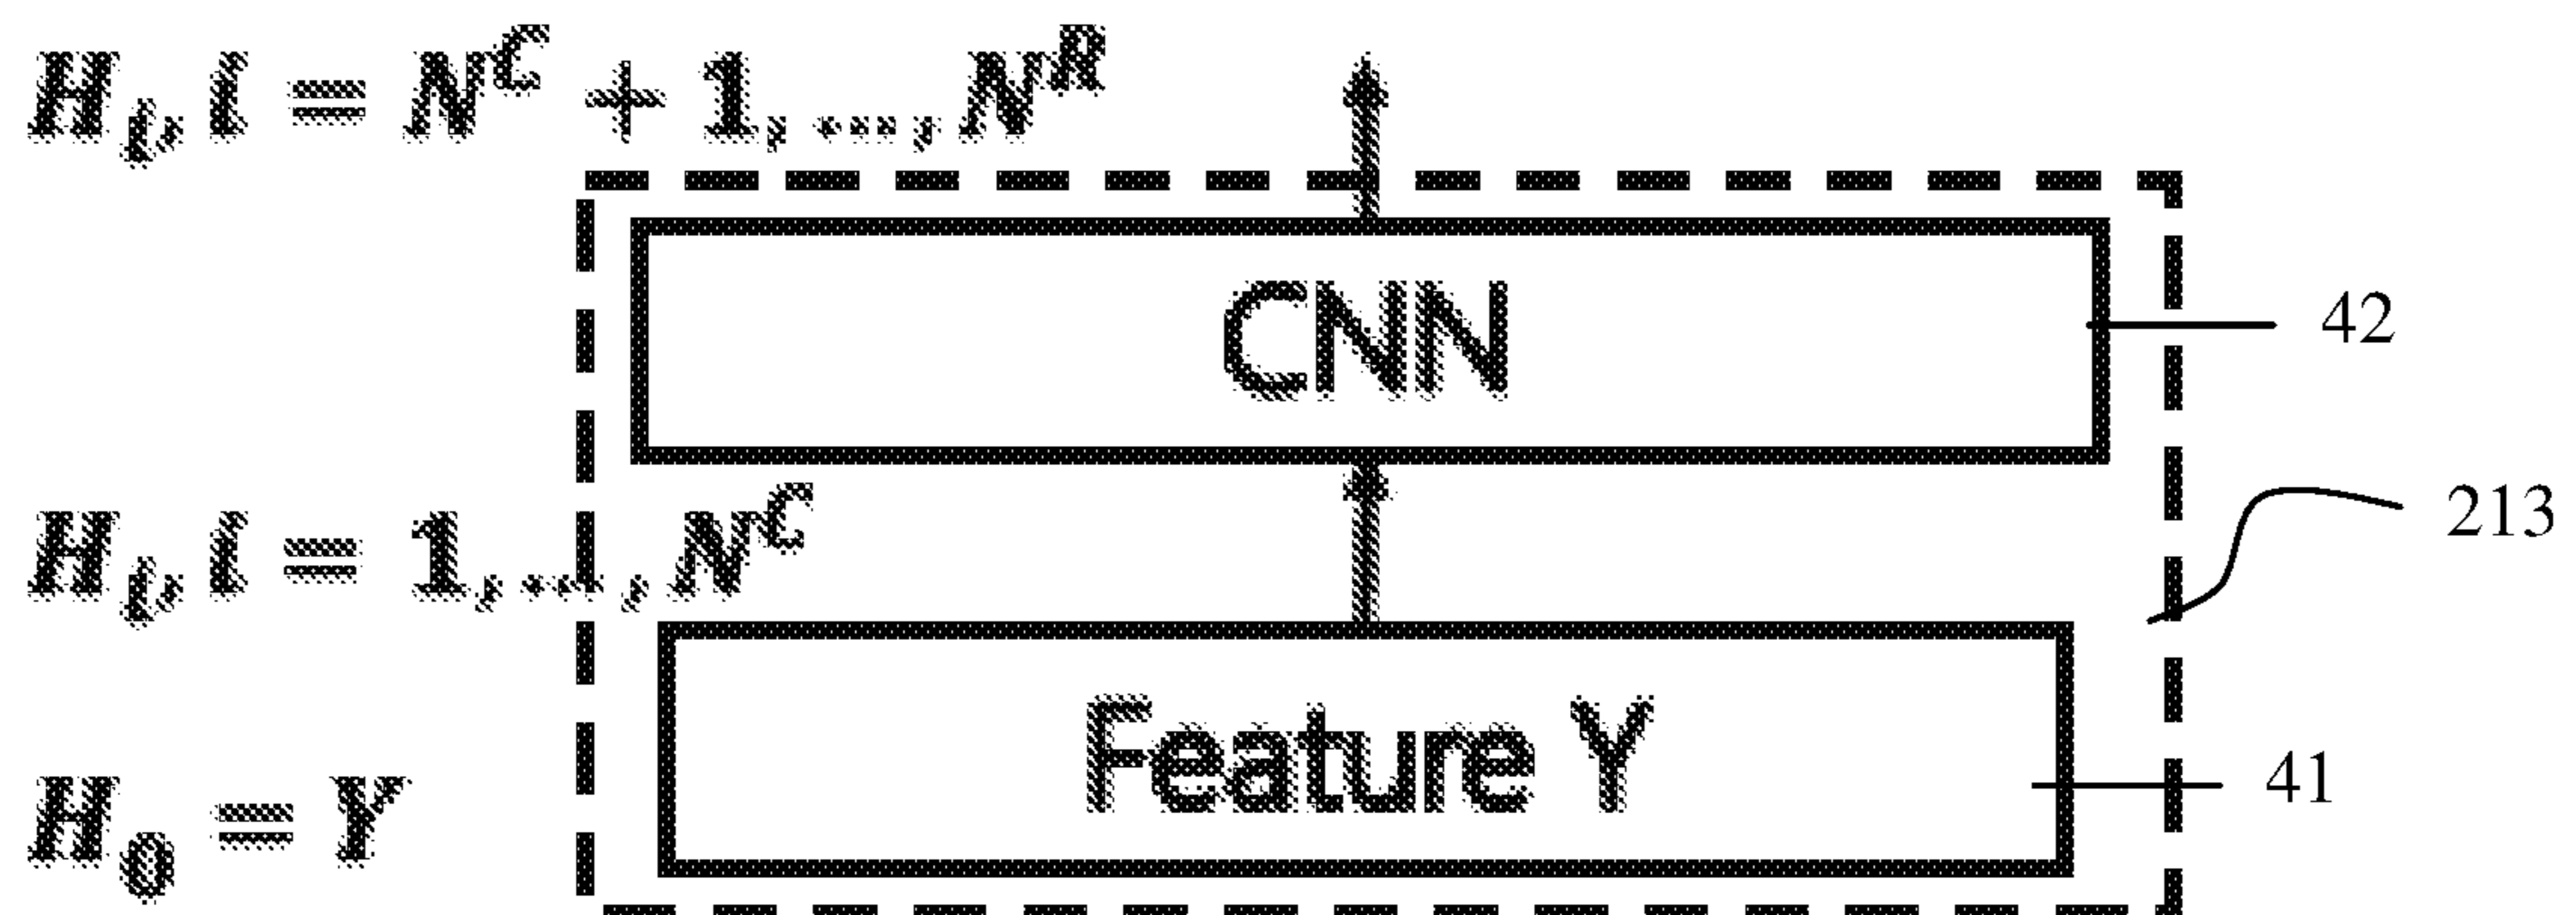 H_l, l = N^C + 1, ..., N^R
CNN
42
H_l, l = 1, ..., N^C
213
Feature Y
41
H_0 = Y